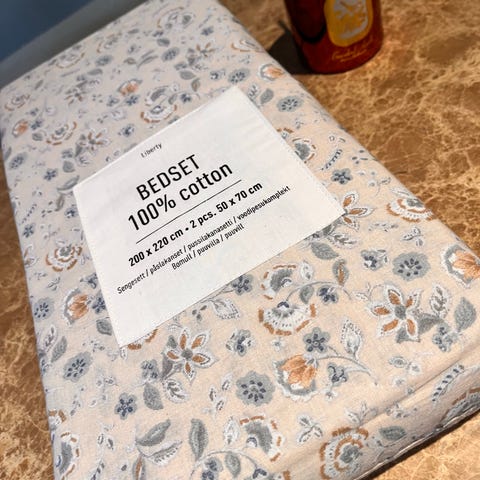 Liberty
BEDSET
100% cotton
200 x 220 cm - 2 pcs. 50 x 70 cm
Sengesett / påslakanset / pussilakanasetti / voodipesukomplekt
Bomull / puuvilla / puuvill